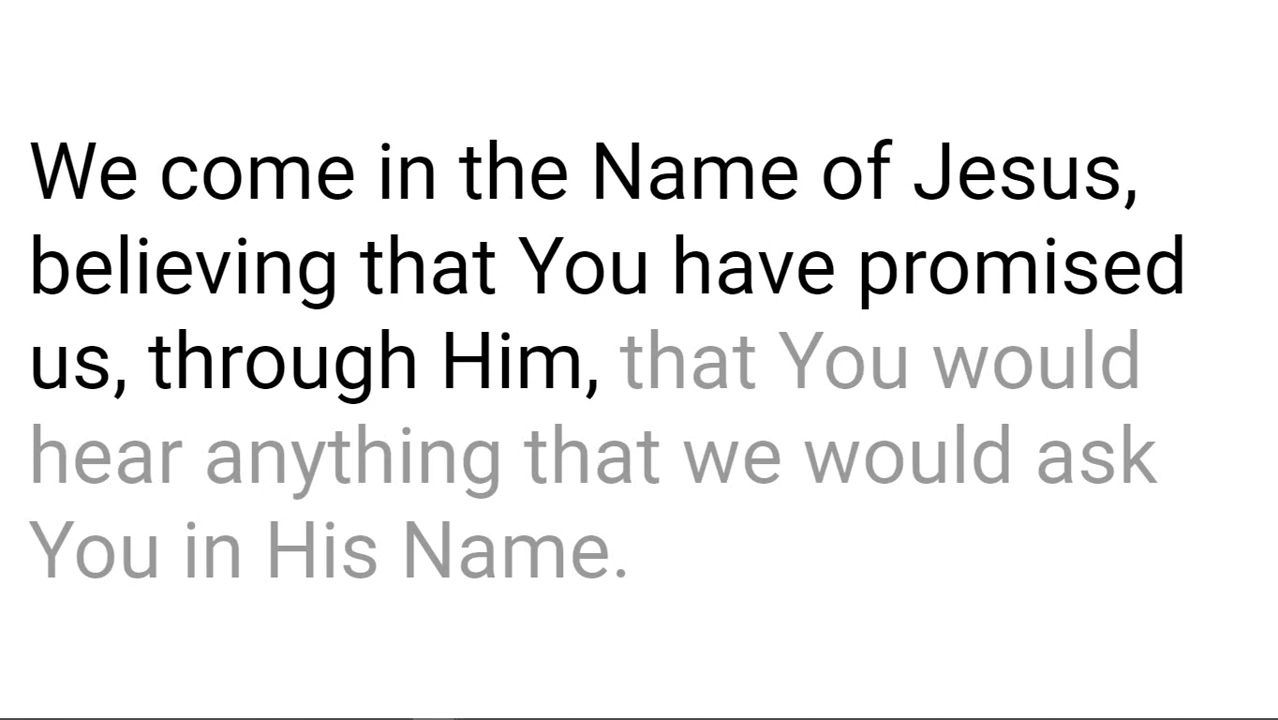 We come in the Name of Jesus,
believing that You have promised
us, through Him, that You would
hear anything that we would ask
You in His Name.